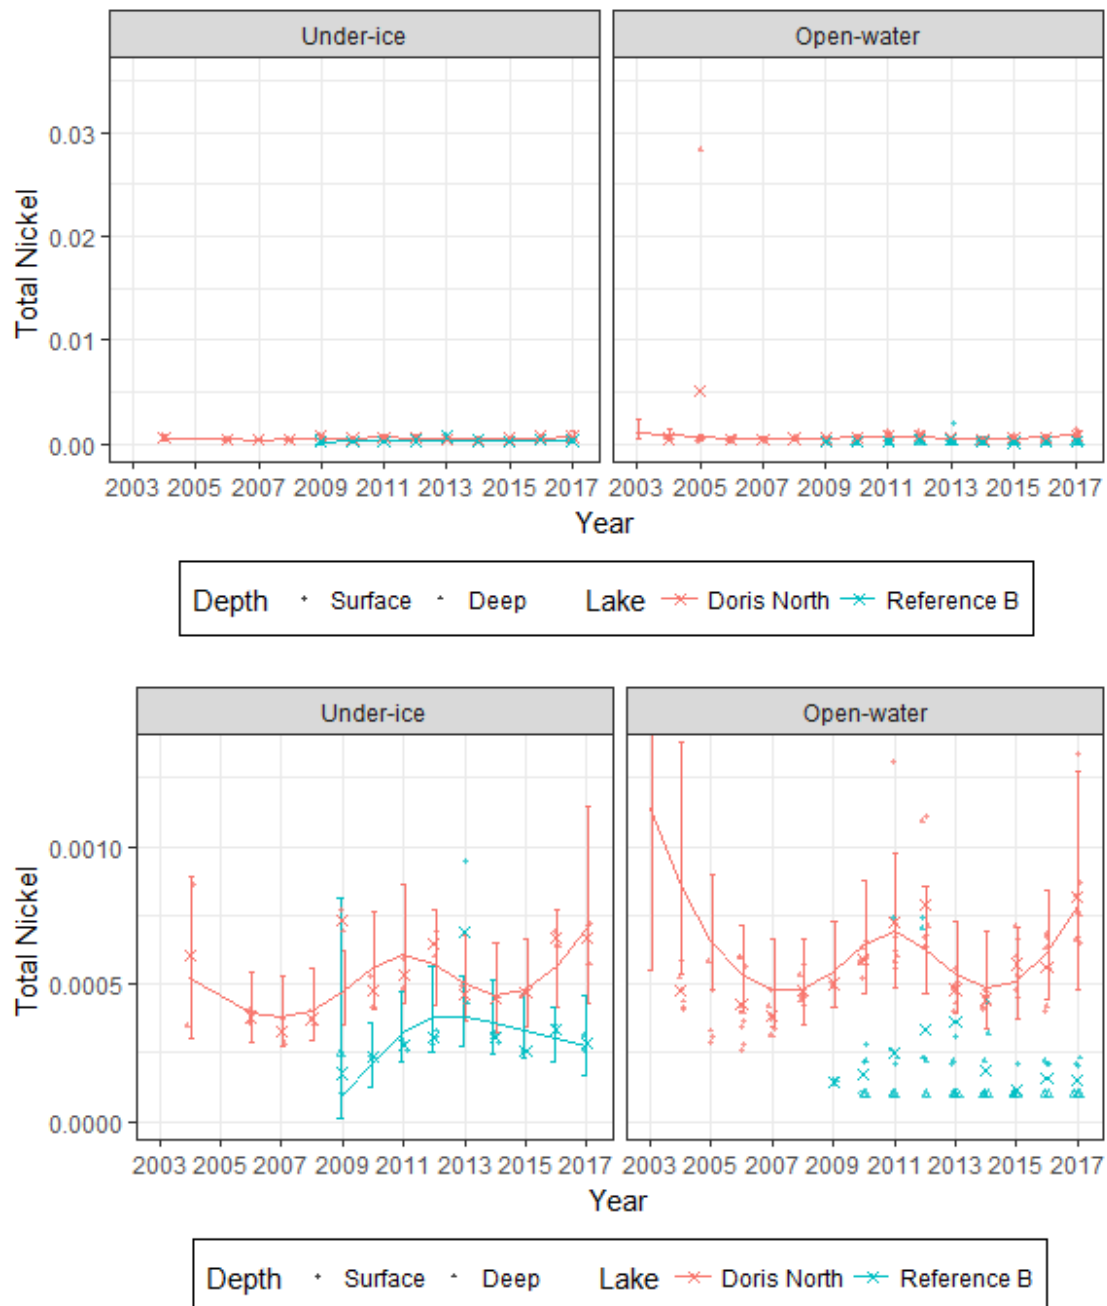 Under-ice Open-water
0.03
0.02
0.01
0.00
Total Nickel
2003 2005 2007 2009 2011 2013 2015 2017 2003 2005 2007 2009 2011 2013 2015 2017
Year
Depth Surface Deep Lake Doris North Reference B
Under-ice Open-water
0.0010
0.0005
0.0000
Total Nickel
2003 2005 2007 2009 2011 2013 2015 2017 2003 2005 2007 2009 2011 2013 2015 2017
Year
Depth Surface Deep Lake Doris North Reference B